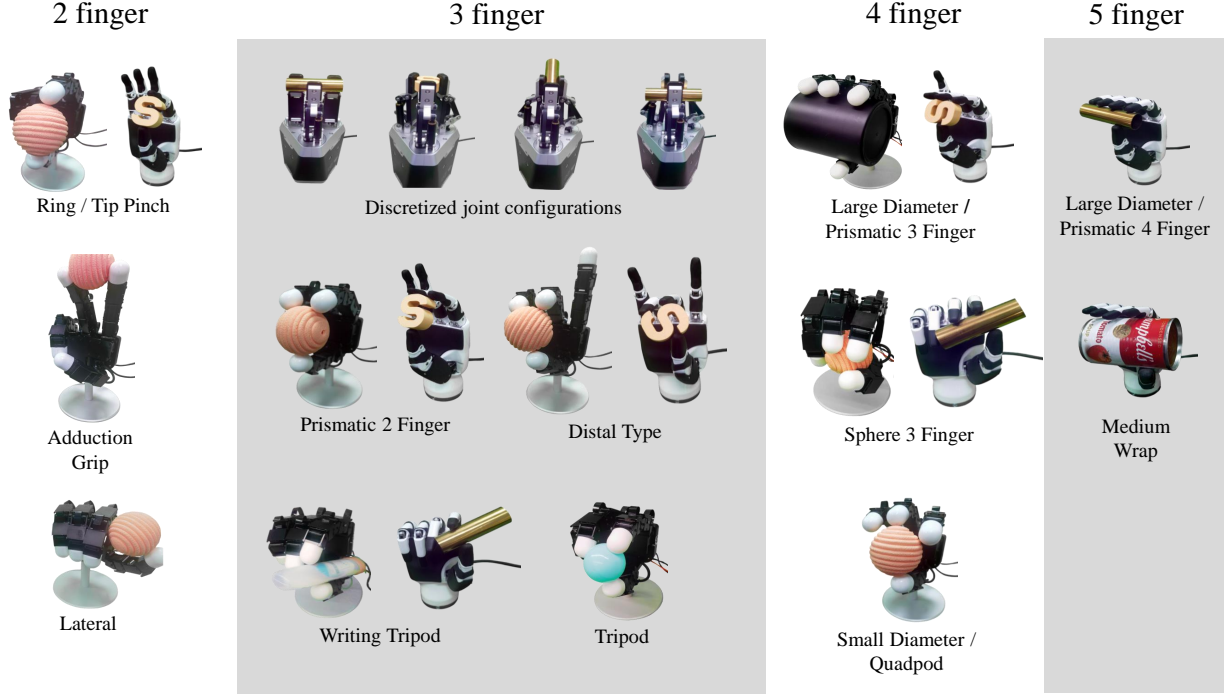 2 finger
3 finger
4 finger
5 finger
Ring / Tip Pinch
Discretized joint configurations
Large Diameter /
Prismatic 3 Finger
Large Diameter /
Prismatic 4 Finger
Adduction
Grip
Prismatic 2 Finger
Distal Type
Sphere 3 Finger
Campbell's
Tomato
Medium
Wrap
Lateral
Writing Tripod
Tripod
Small Diameter /
Quadpod